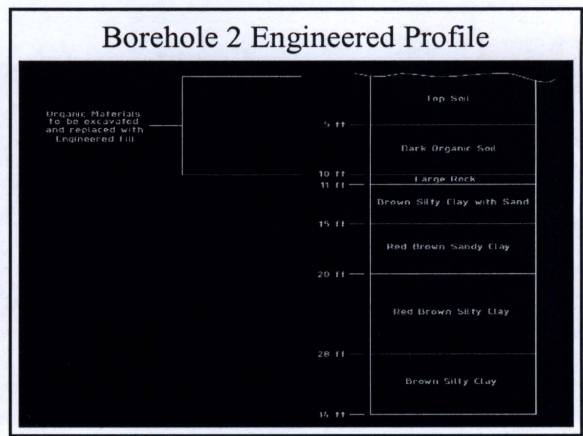 Borehole 2 Engineered Profile
Organic Materials
to be excavated
and replaced with
Engineered Fill
Top Soil
5 ft
Dark Organic Soil
10 ft
Large Rock
11 ft
Brown Silty Clay with Sand
15 ft
Red Brown Sandy Clay
20 ft
Red Brown Silty Clay
28 ft
Brown Silty Clay
36 ft